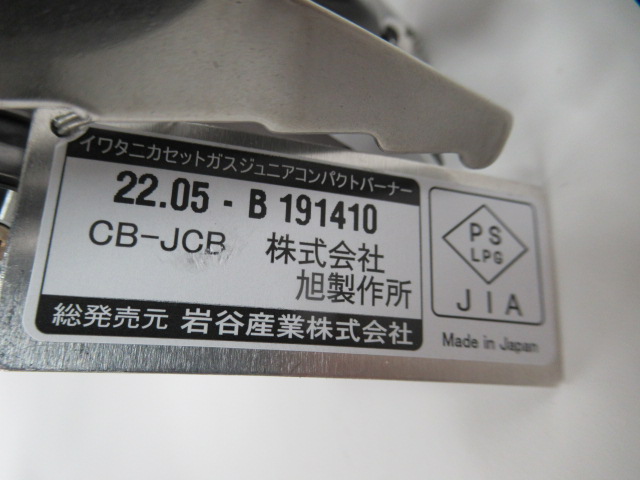 イワタニカセットガスジュニアコンパクトバーナー
22.05 - B 191410
CB-JCB 株式会社
旭製作所
総発売元 岩谷産業株式会社
PS
LPG
JIA
Made in Japan